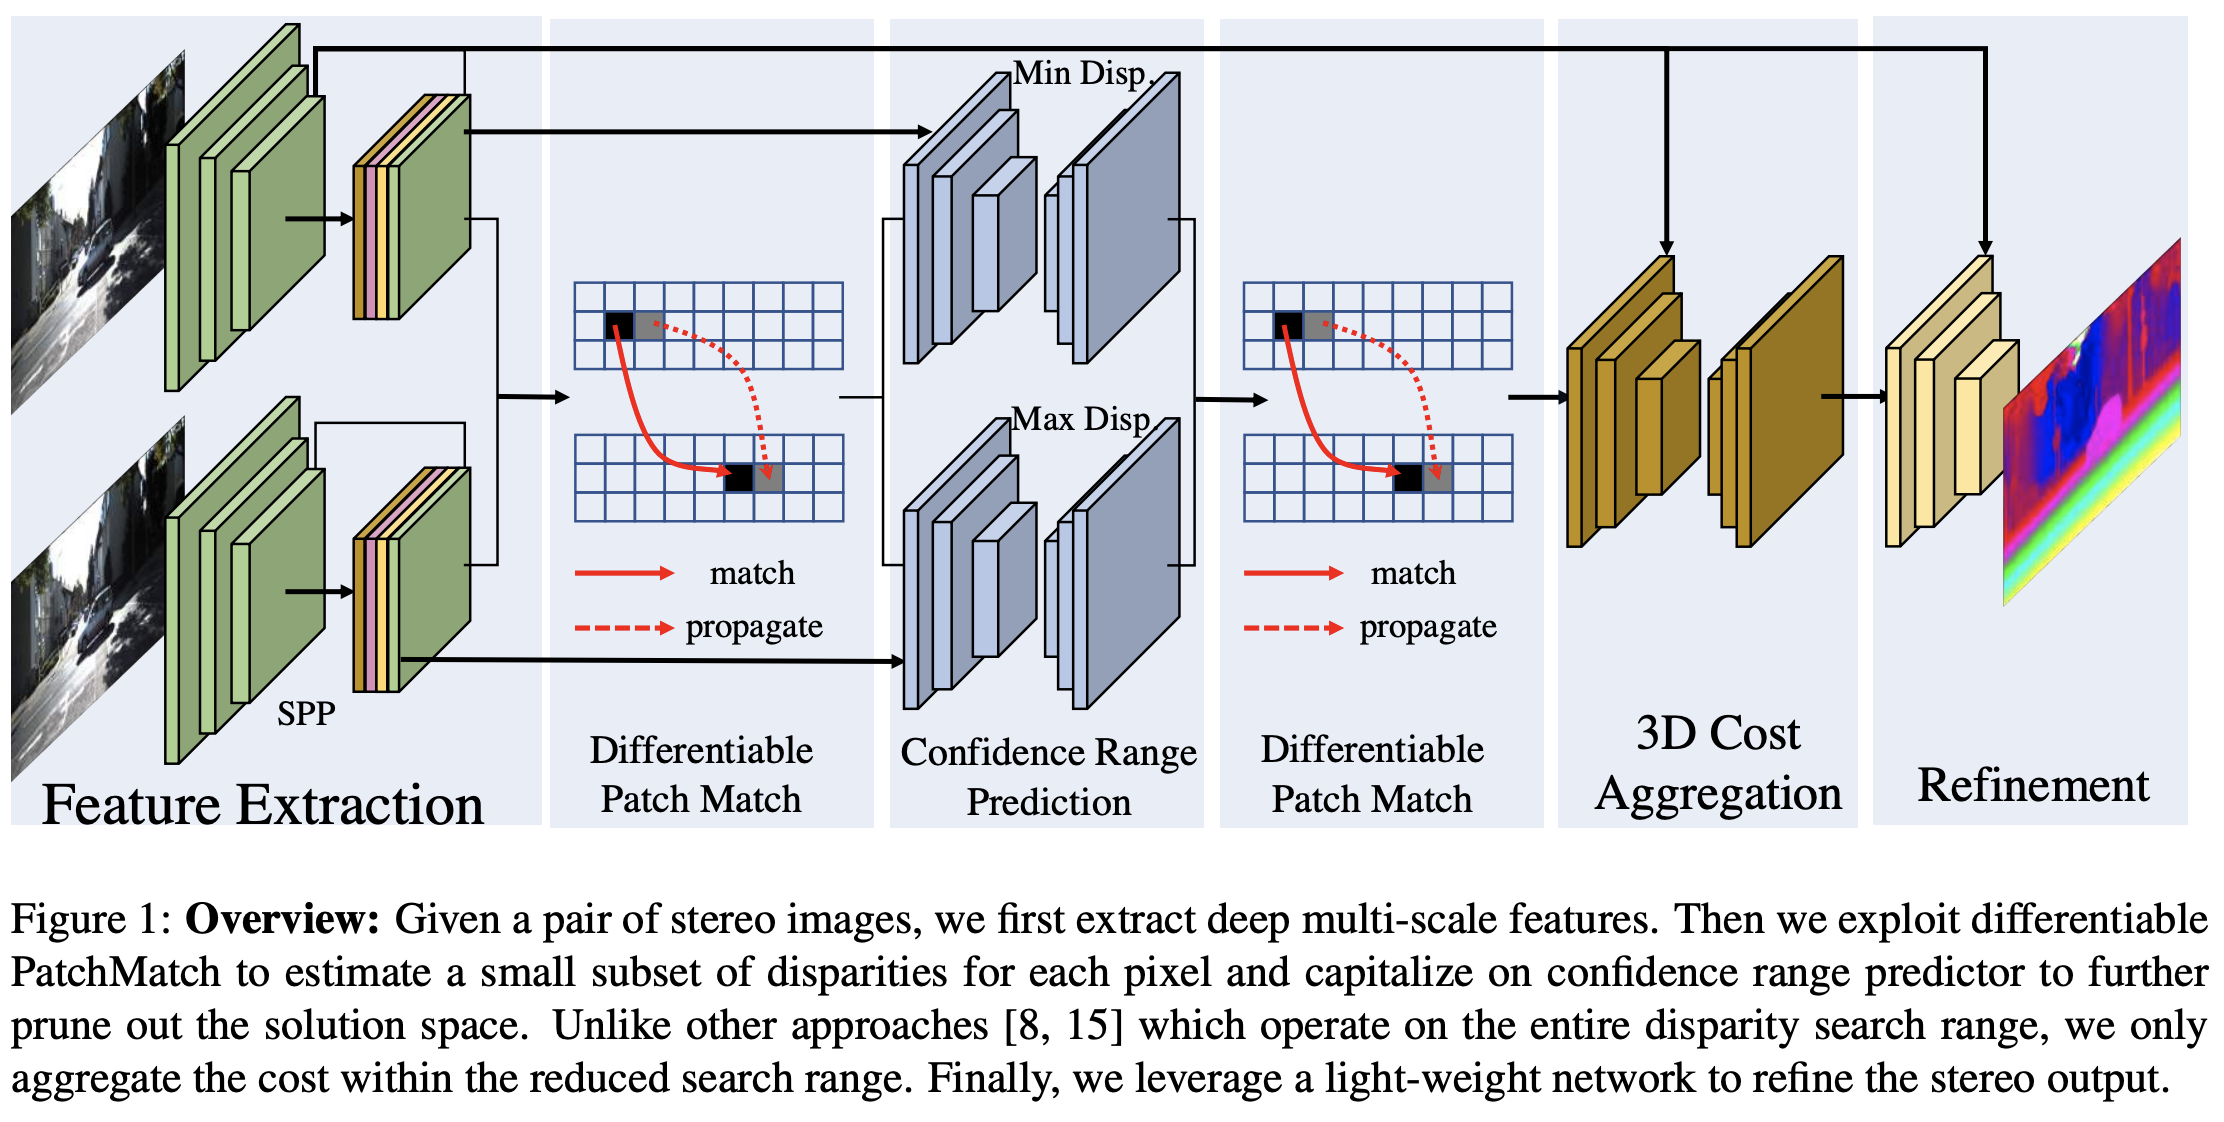 Min Disp.
Max Disp.
match
propagate
match
propagate
SPP
Feature Extraction
Differentiable
Patch Match
Confidence Range
Prediction
Differentiable
Patch Match
3D Cost
Aggregation
Refinement
Figure 1: Overview: Given a pair of stereo images, we first extract deep multi-scale features. Then we exploit differentiable
PatchMatch to estimate a small subset of disparities for each pixel and capitalize on confidence range predictor to further
prune out the solution space. Unlike other approaches [8, 15] which operate on the entire disparity search range, we only
aggregate the cost within the reduced search range. Finally, we leverage a light-weight network to refine the stereo output.